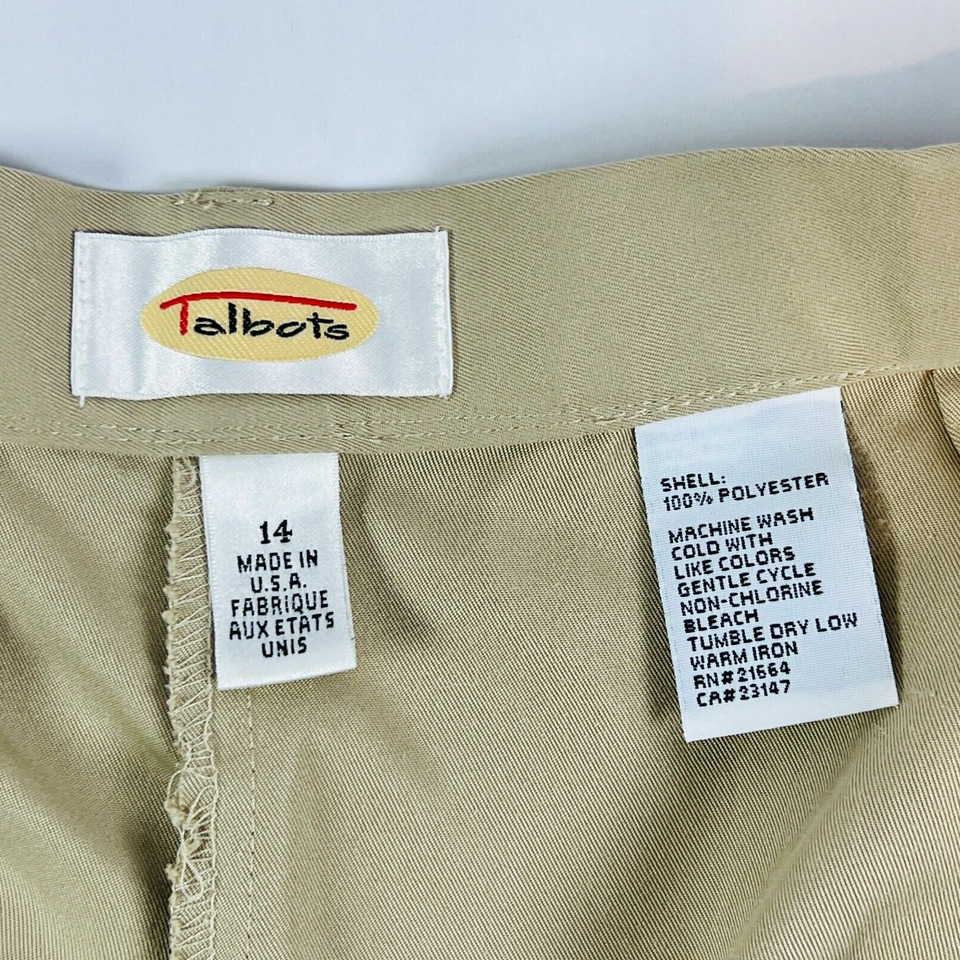 Talbots
14
MADE IN
U.S.A.
FABRIQUE
AUX ETATS
UNIS
SHELL:
100% POLYESTER
MACHINE WASH
COLD WITH
LIKE COLORS
GENTLE CYCLE
NON-CHLORINE
BLEACH
TUMBLE DRY LOW
WARM IRON
RN#21664
CA#23147